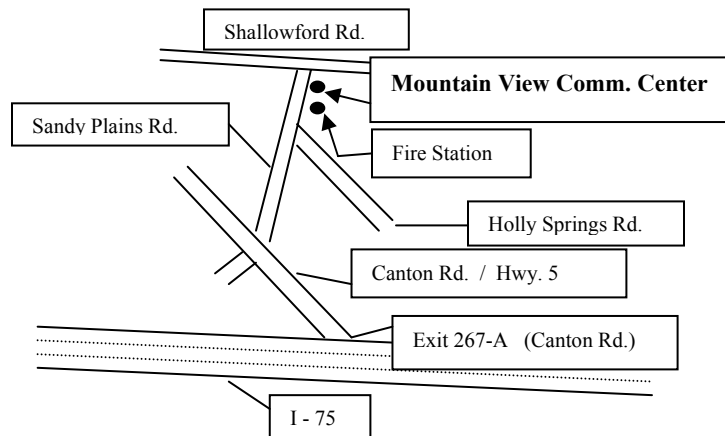 Shallowford Rd.
Mountain View Comm. Center
Sandy Plains Rd.
Fire Station
Holly Springs Rd.
Canton Rd. / Hwy. 5
Exit 267-A (Canton Rd.)
I - 75